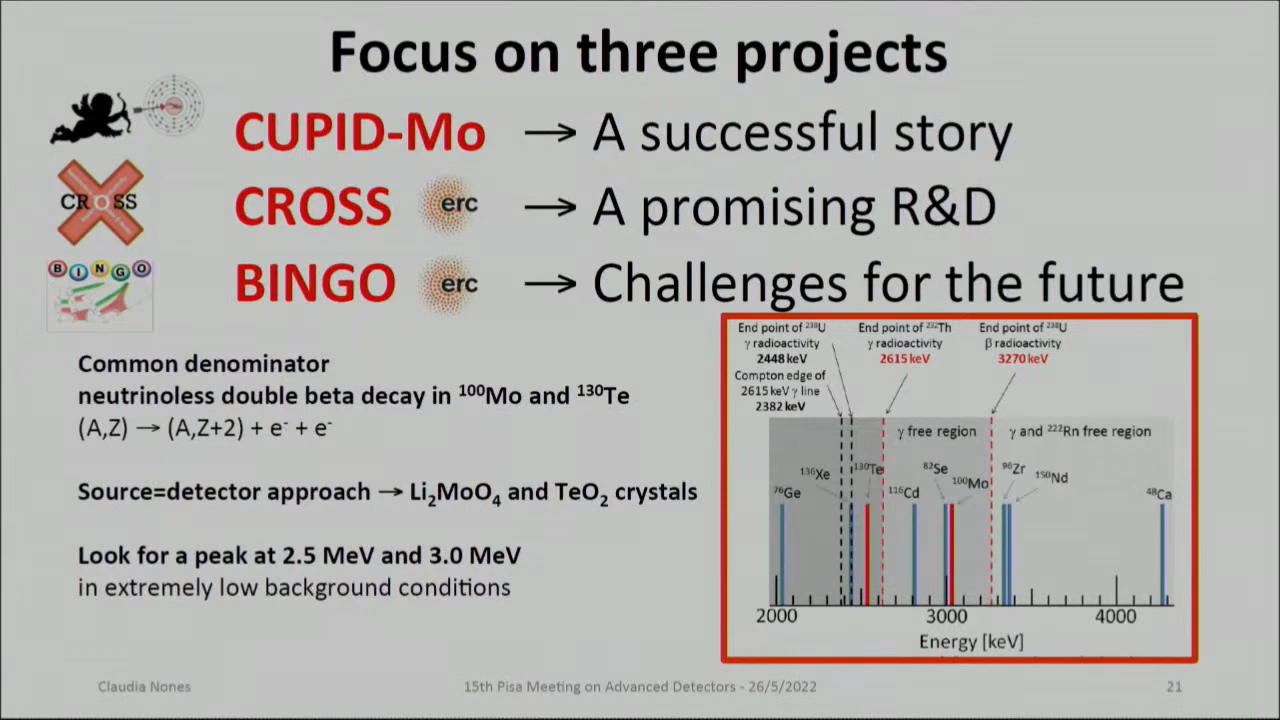 Focus on three projects
CUPID-Mo → A successful story
CROSS
CROSS erc → A promising R&D
BINGO
BINGO erc → Challenges for the future
Common denominator
neutrinoless double beta decay in ¹⁰⁰Mo and ¹³⁰Te
(A,Z) → (A,Z+2) + e⁻ + e⁻
Source=detector approach → Li₂MoO₄ and TeO₂ crystals
Look for a peak at 2.5 MeV and 3.0 MeV
in extremely low background conditions
End point of ²³⁸U
γ radioactivity
2448 keV
Compton edge of
2615 keV γ line
2382 keV
End point of ²³²Th
γ radioactivity
2615 keV
End point of ²³⁸U
β radioactivity
3270 keV
γ free region
γ and ²²²Rn free region
⁷⁶Ge
¹³⁶Xe
¹³⁰Te
¹¹⁶Cd
⁸²Se
¹⁰⁰Mo
⁹⁶Zr
¹⁵⁰Nd
⁴⁸Ca
2000 3000 4000
Energy [keV]
Claudia Nones 15th Pisa Meeting on Advanced Detectors - 26/5/2022 21